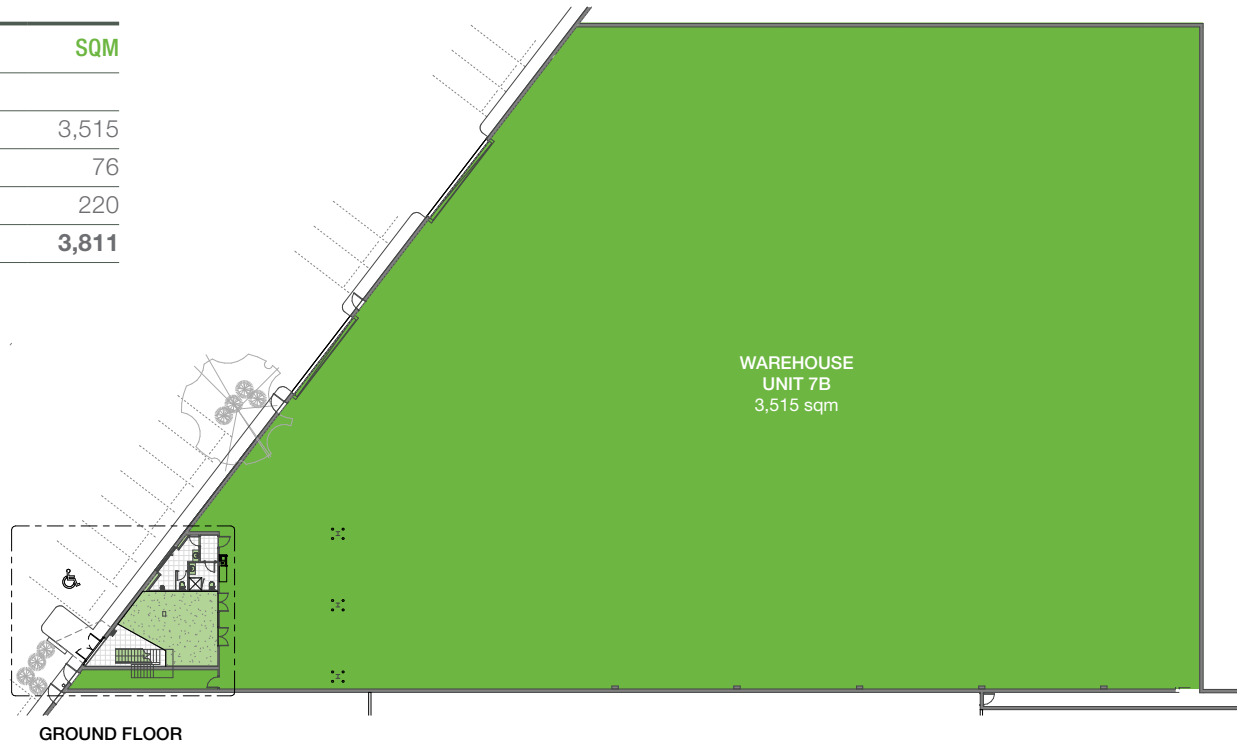 SQM
3,515
76
220
3,811
WAREHOUSE
UNIT 7B
3,515 sqm
GROUND FLOOR